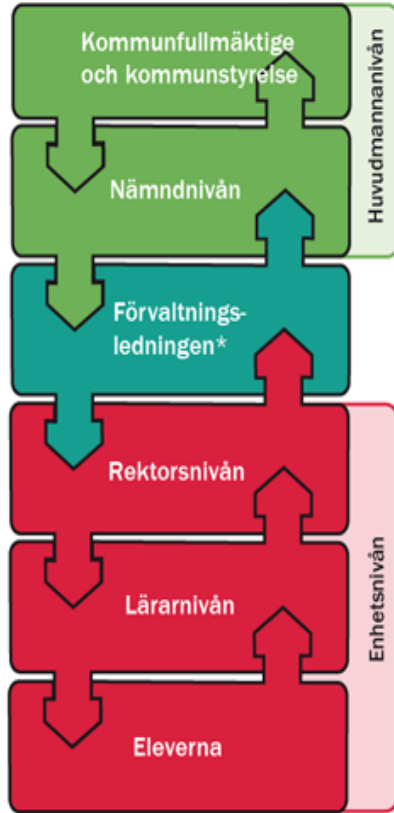 Kommunfullmäktige
och kommunstyrelse
Huvudmannanivån
Nämndnivån
Förvaltnings-
ledningen*
Rektorsnivån
Lärarnivån
Enhetsnivån
Eleverna